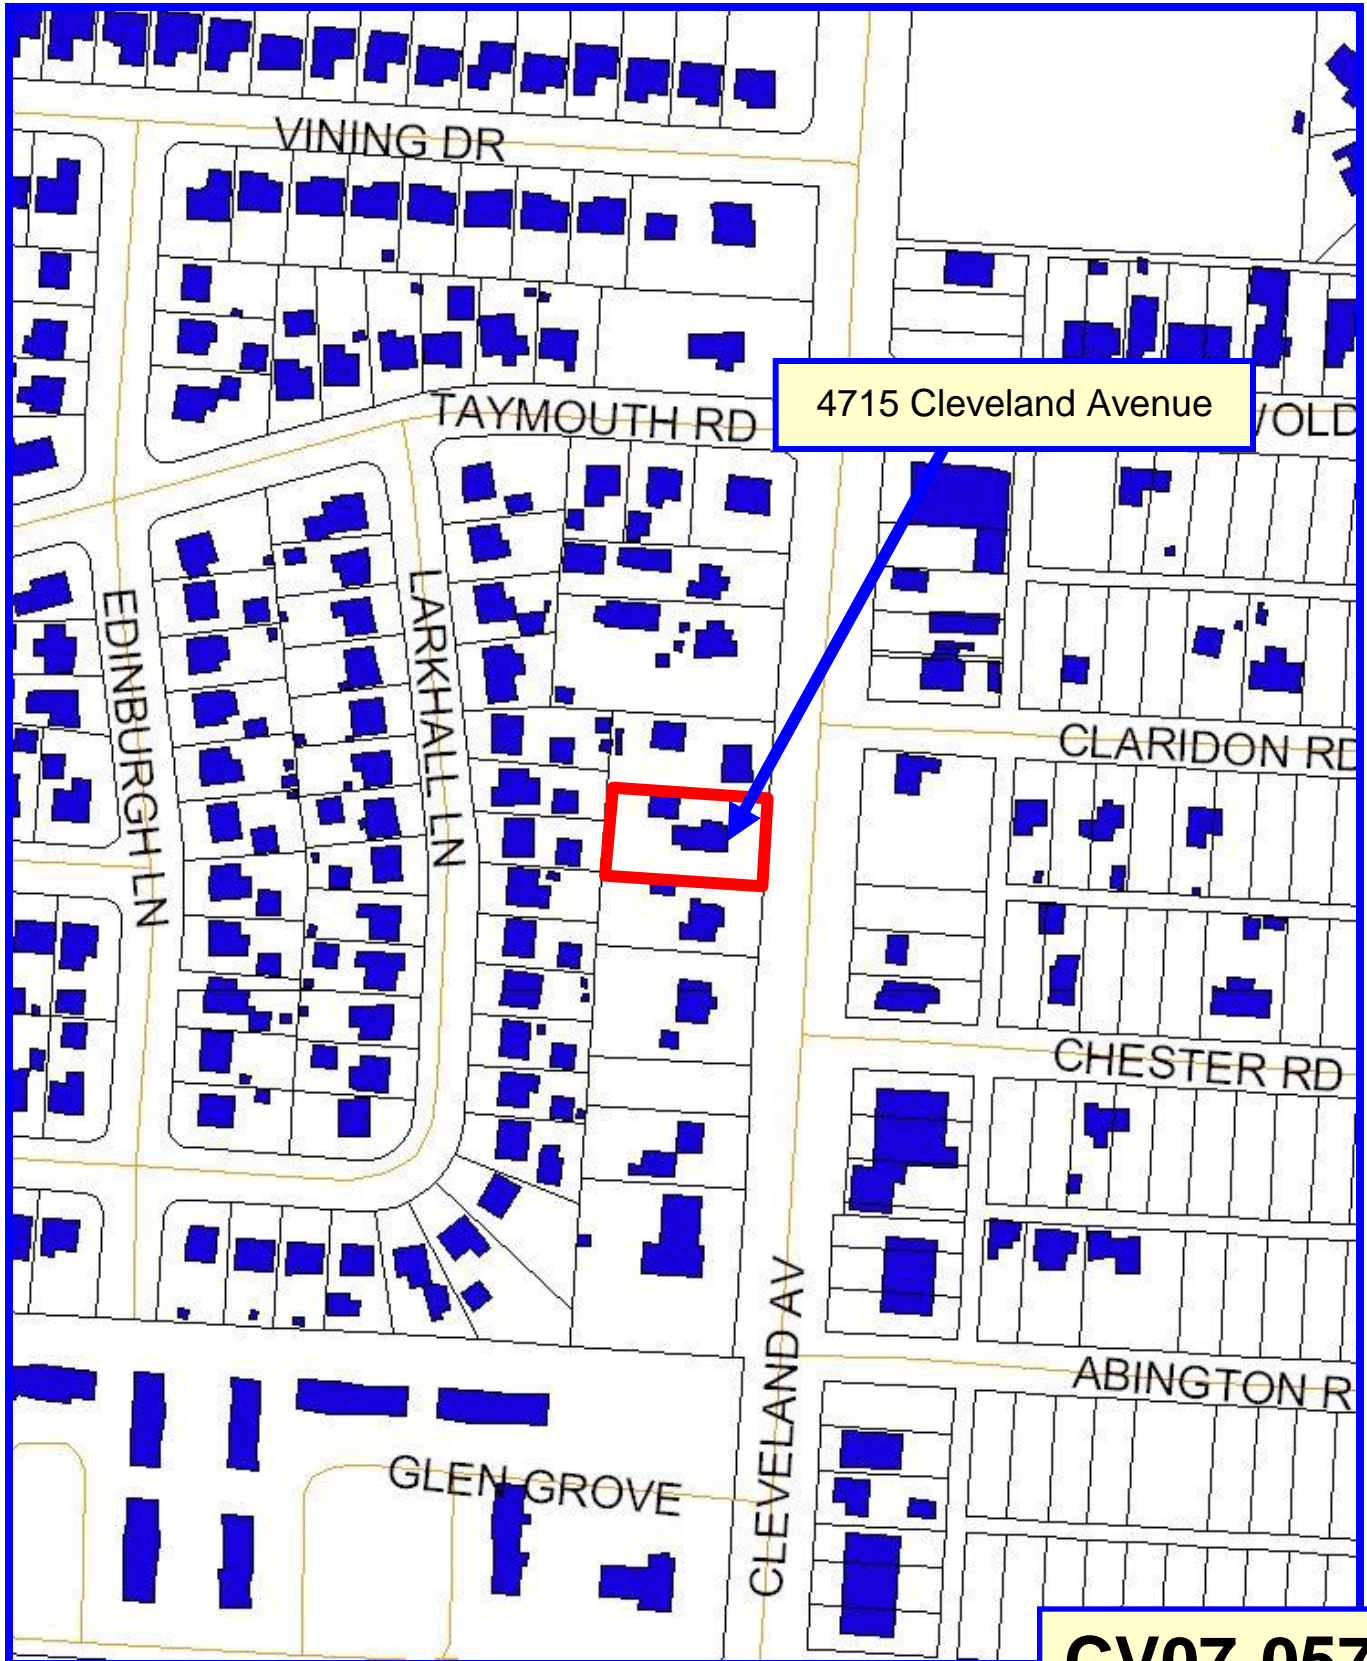 VINING DR
4715 Cleveland Avenue
TAYMOUTH RD
EDINBURGH LN
LARKHALL LN
CLARIDON RD
CHESTER RD
CLEVELAND AV
ABINGTON R
GLEN GROVE